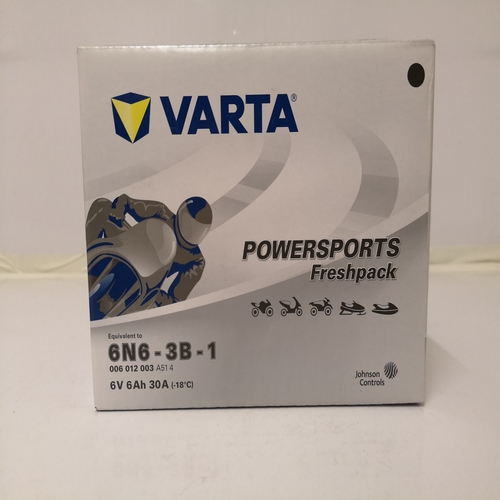 VARTA®
POWERSPORTS
Freshpack
Equivalent to
6N6-3B-1
006 012 003 A51 4
6V 6Ah 30A (-18°C)
Johnson
Controls